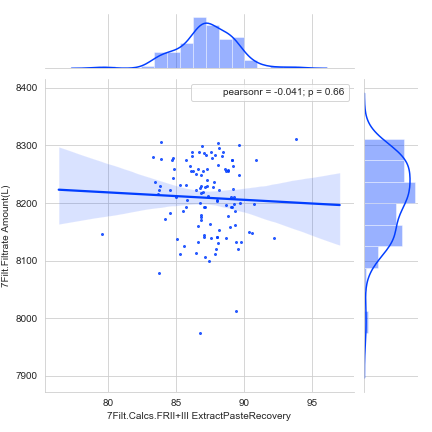 pearsonr = -0.041; p = 0.66
8400
8300
8200
8100
8000
7900
7Filt.Filtrate Amount(L)
80 85 90 95
7Filt.Calcs.FRII+III ExtractPasteRecovery